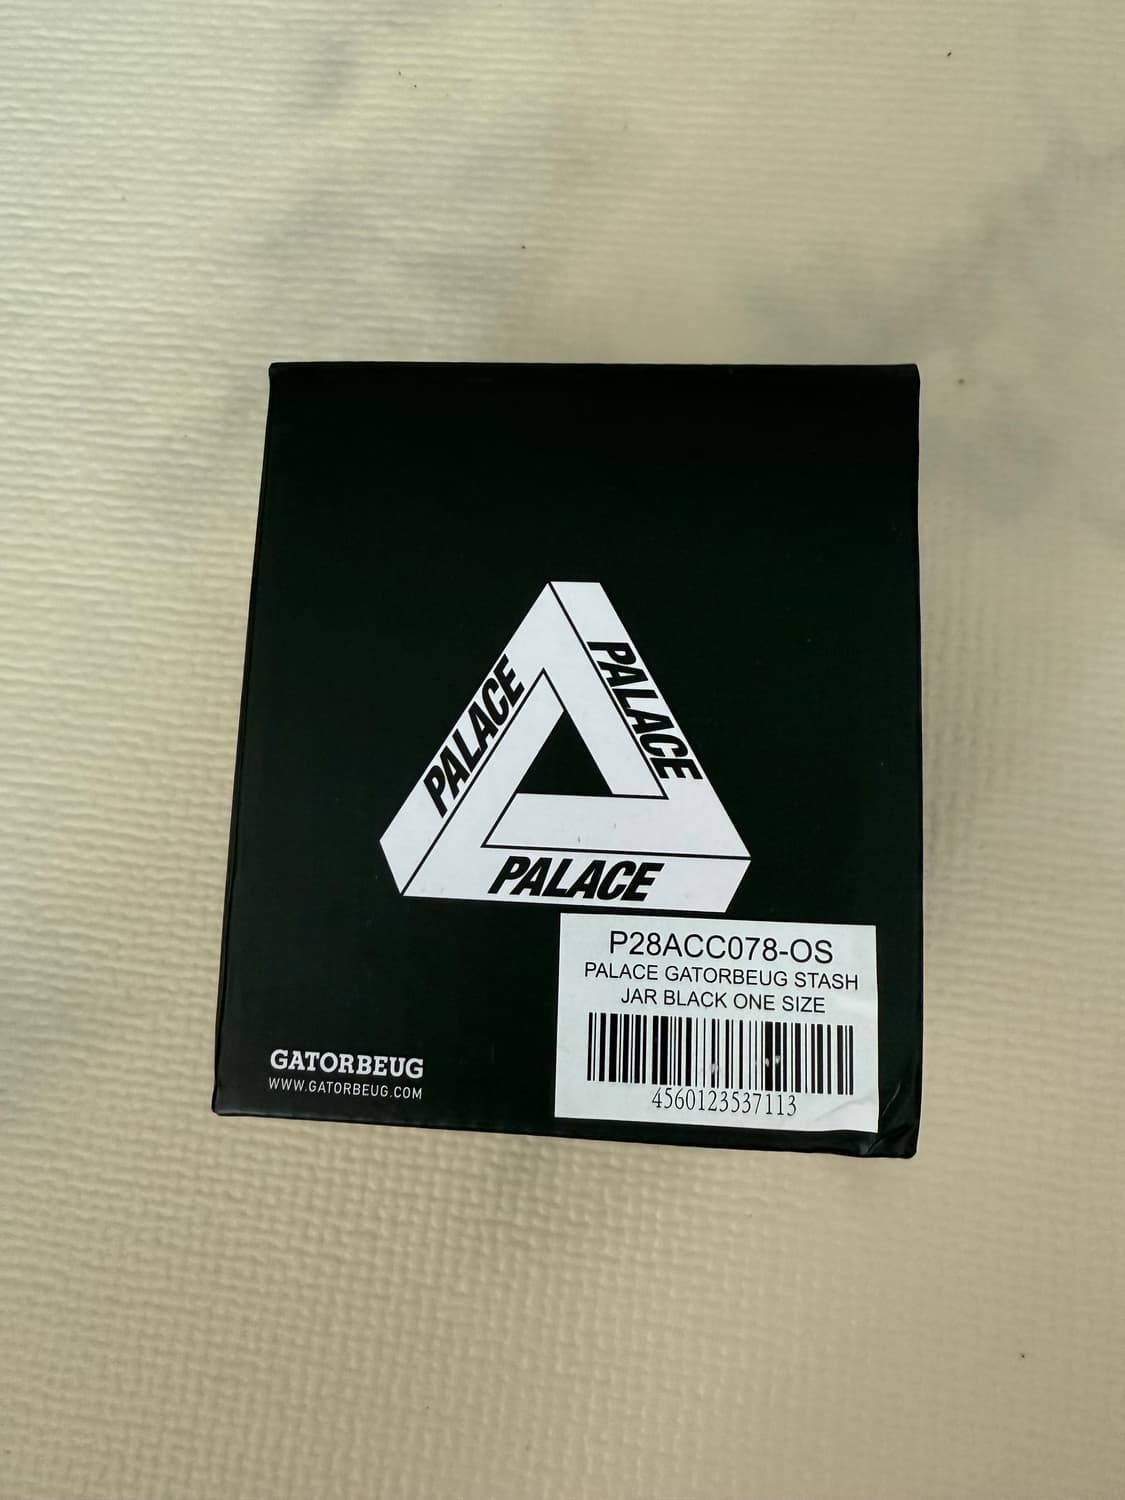 PALACE
PALACE
PALACE
P28ACC078-OS
PALACE GATORBEUG STASH
JAR BLACK ONE SIZE
4560123537113
GATORBEUG
WWW.GATORBEUG.COM